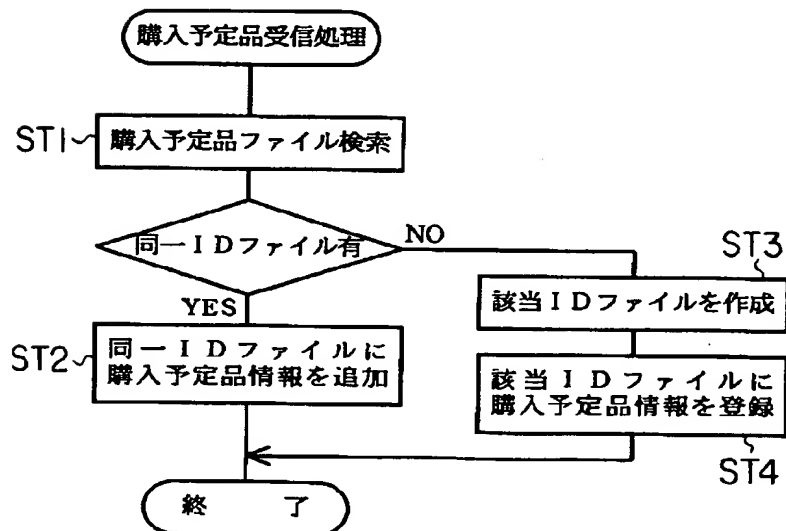 購入予定品受信処理
ST1
購入予定品ファイル検索
同一IDファイル有
NO
YES
ST2
同一IDファイルに
購入予定品情報を追加
ST3
該当IDファイルを作成
該当IDファイルに
購入予定品情報を登録
ST4
終了